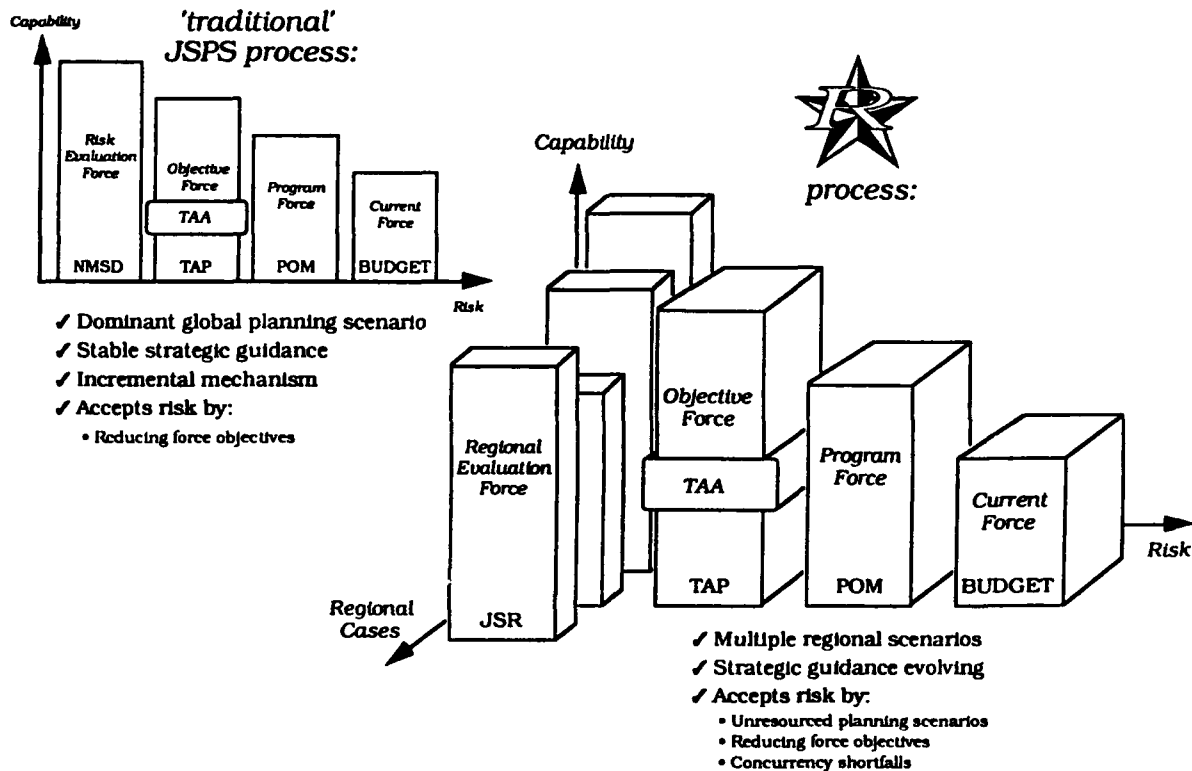 'traditional'
JSPS process:
Capability
Risk
Evaluation
Force
NMSD
Objective
Force
TAA
TAP
Program
Force
POM
Current
Force
BUDGET
Risk
✓ Dominant global planning scenario
✓ Stable strategic guidance
✓ Incremental mechanism
✓ Accepts risk by:
• Reducing force objectives
R
process:
Capability
Regional
Evaluation
Force
JSR
Objective
Force
TAA
TAP
Program
Force
POM
Current
Force
BUDGET
Risk
Regional
Cases
✓ Multiple regional scenarios
✓ Strategic guidance evolving
✓ Accepts risk by:
• Unresourced planning scenarios
• Reducing force objectives
• Concurrency shortfalls